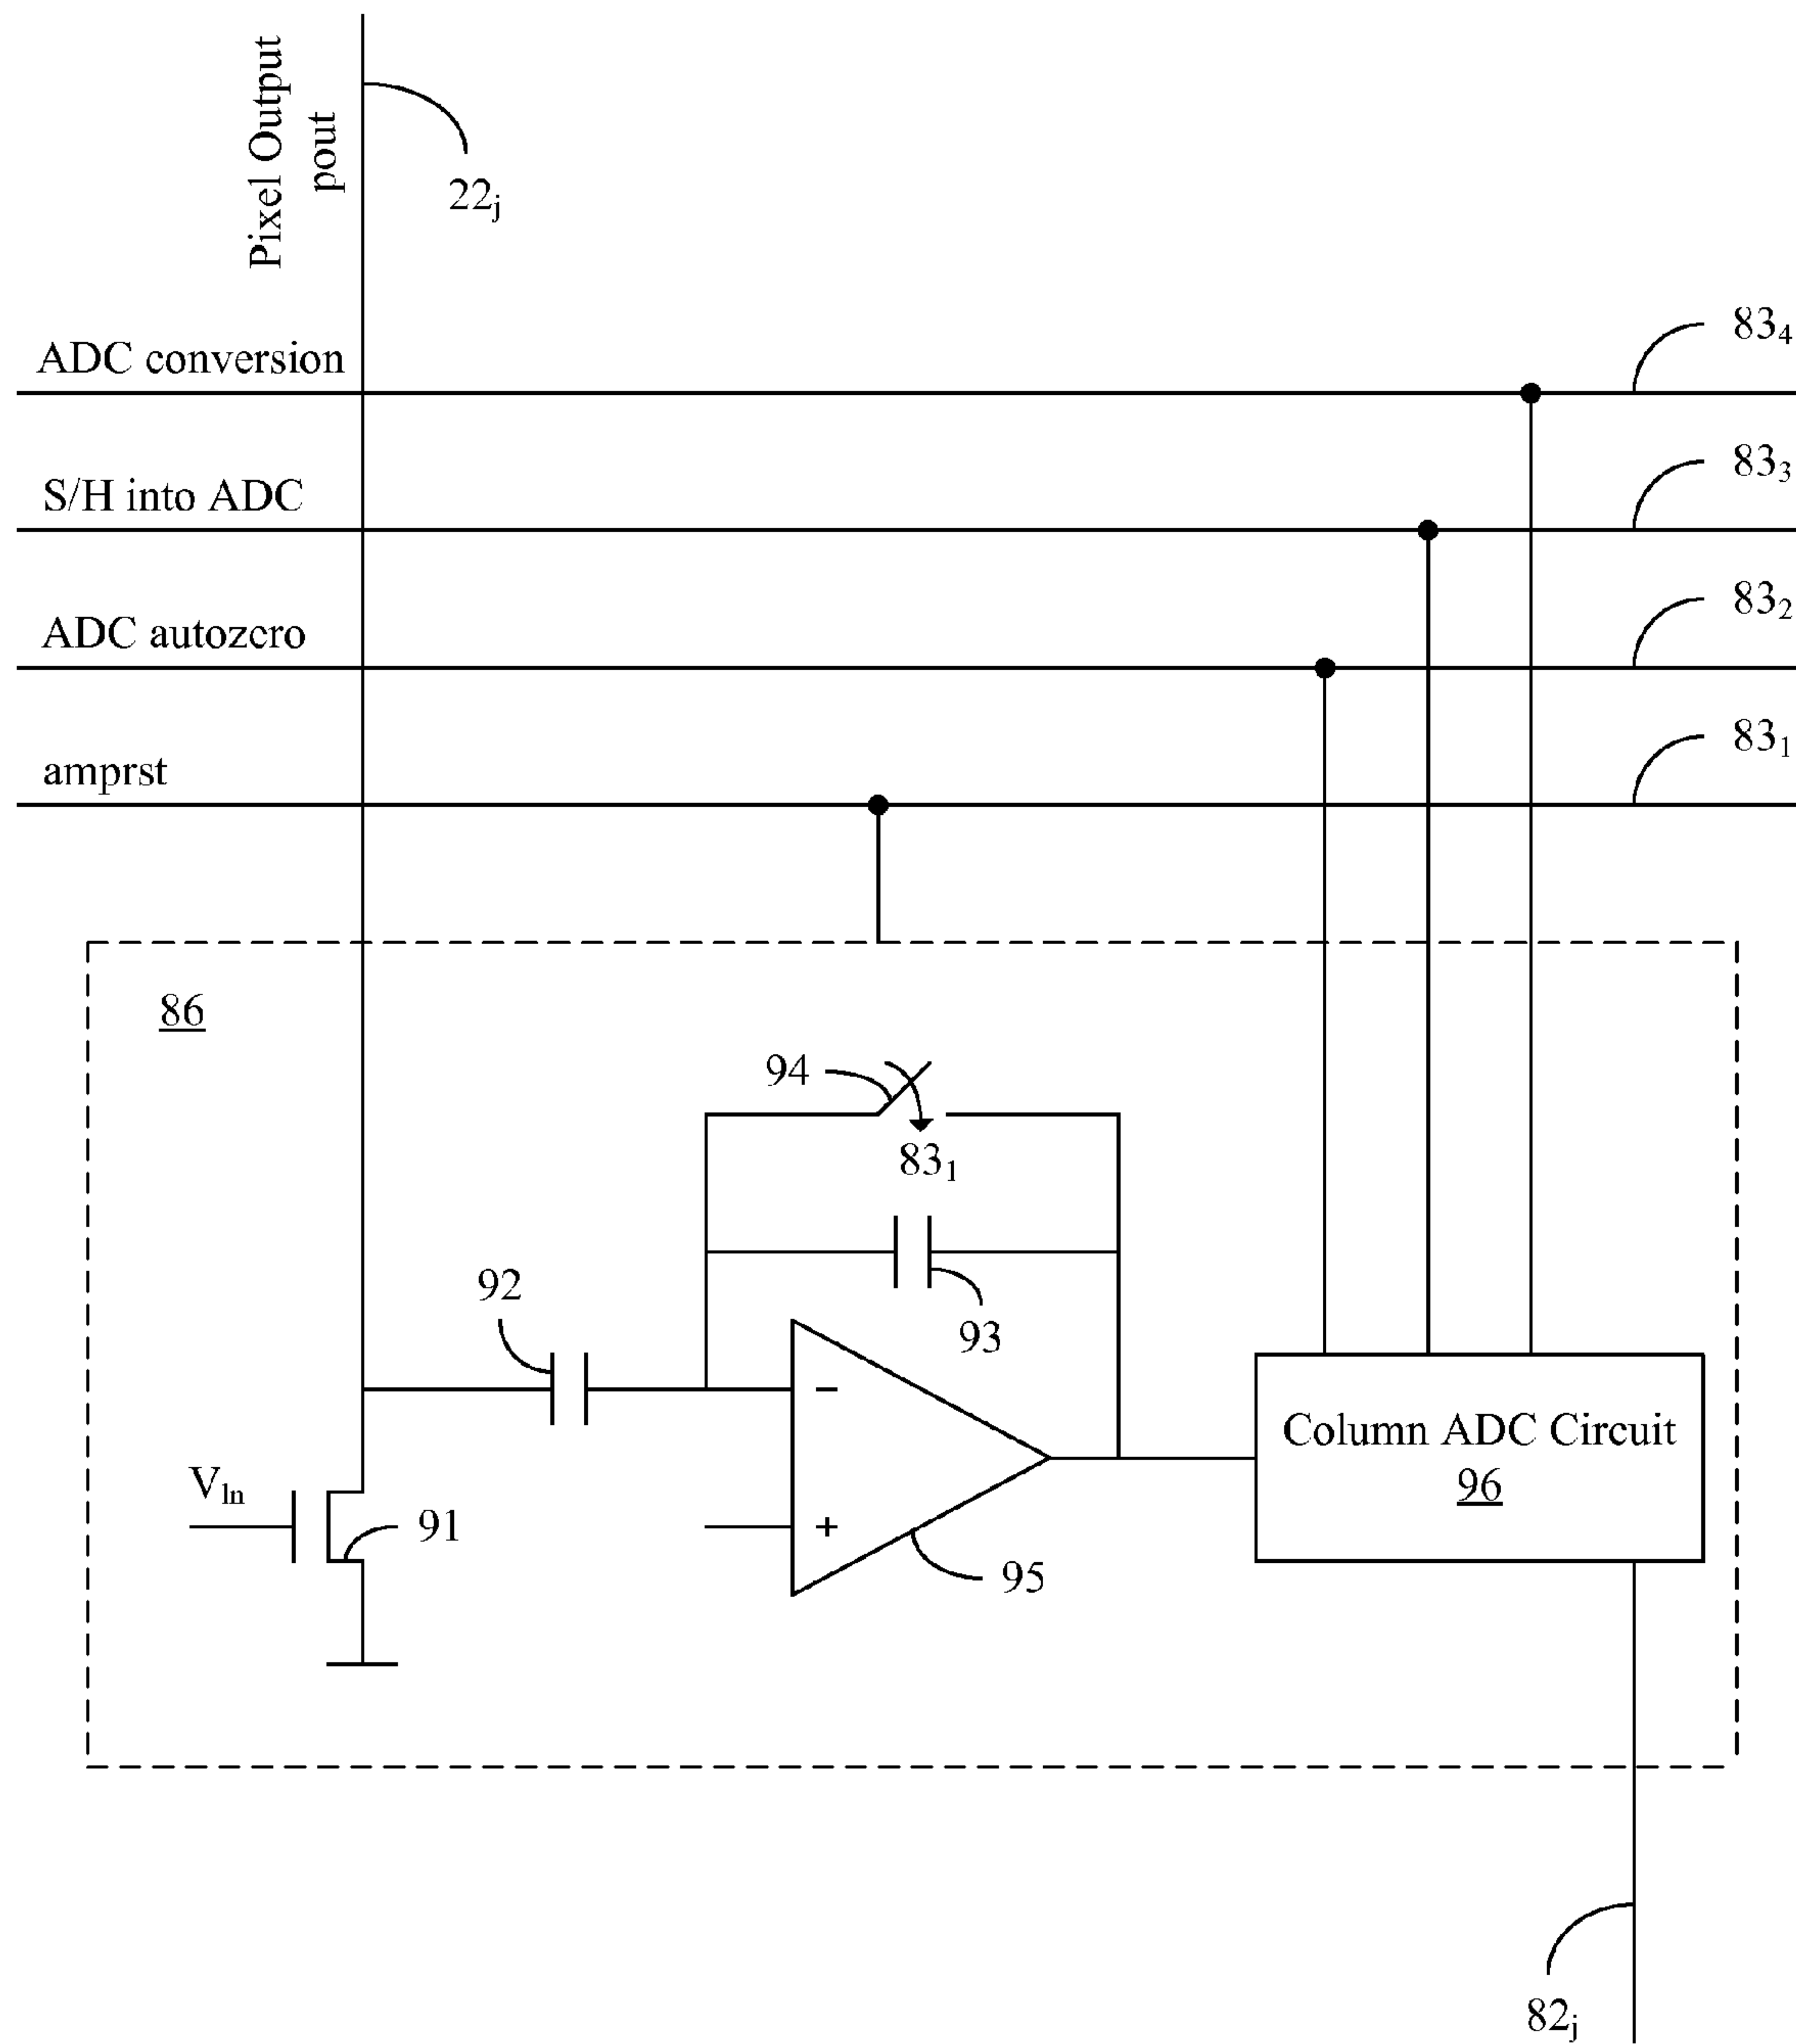 Pixel Output
pout
22j
ADC conversion
834
S/H into ADC
833
ADC autozcro
832
amprst
831
86
94
831
92
93
Column ADC Circuit
96
Vln
91
−
+
95
82j